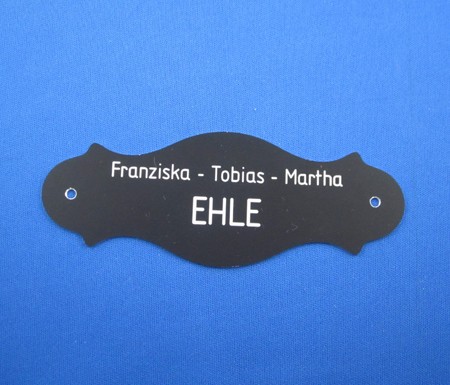 Franziska - Tobias - Martha
EHLE